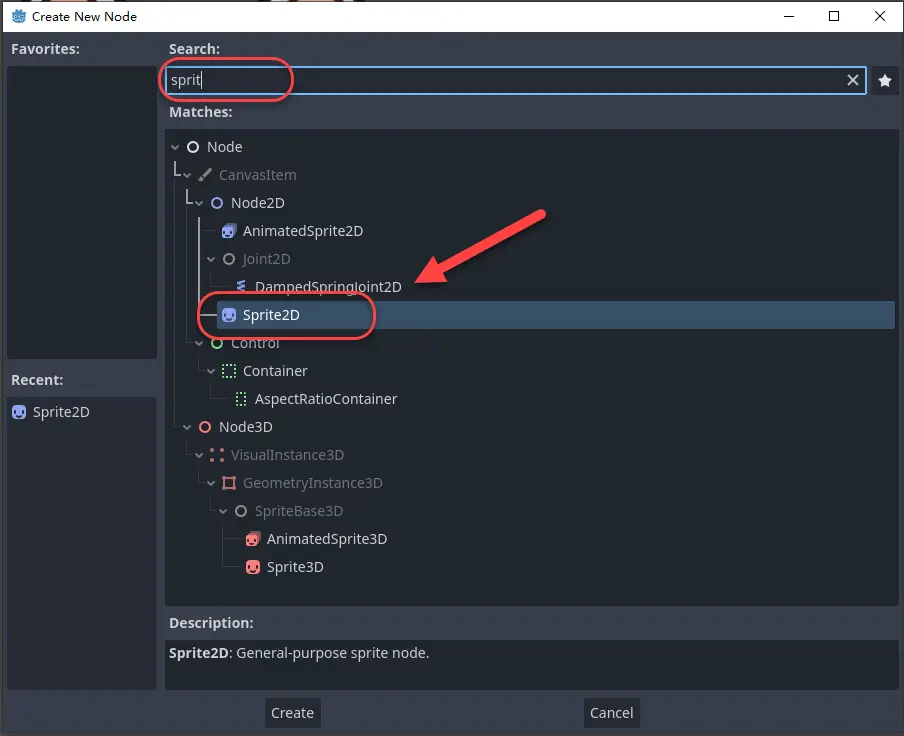 Create New Node
Favorites:
Search:
sprit
Matches:
Node
CanvasItem
Node2D
AnimatedSprite2D
Joint2D
DampedSpringJoint2D
Sprite2D
Control
Container
AspectRatioContainer
Node3D
VisualInstance3D
GeometryInstance3D
SpriteBase3D
AnimatedSprite3D
Sprite3D
Recent:
Sprite2D
Description:
Sprite2D: General-purpose sprite node.
Create
Cancel